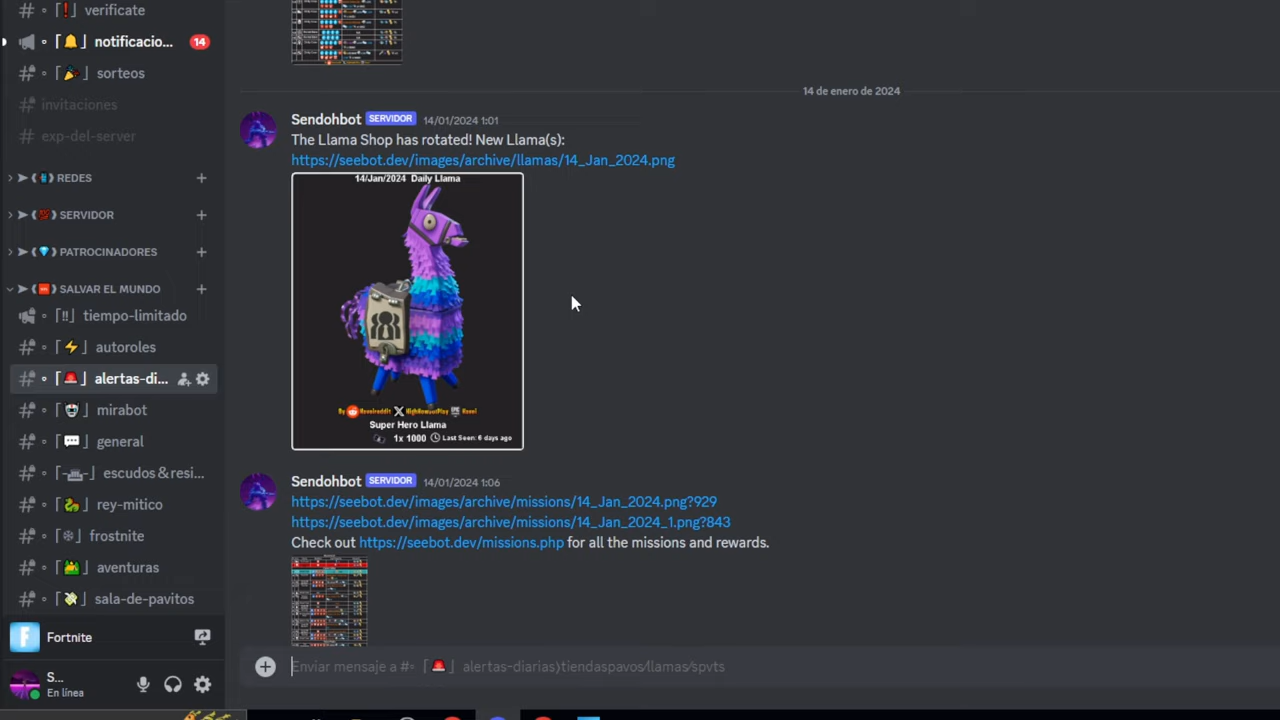 verificate
notificacio... 14
sorteos
invitaciones
exp-del-server
REDES
SERVIDOR
PATROCINADORES
SALVAR EL MUNDO
tiempo-limitado
autoroles
alertas-di...
mirabot
general
escudos&resi...
rey-mitico
frostnite
aventuras
sala-de-pavitos
Fortnite
S...
En línea
14 de enero de 2024
Sendohbot SERVIDOR 14/01/2024 1:01
The Llama Shop has rotated! New Llama(s):
https://seebot.dev/images/archive/llamas/14_Jan_2024.png
14/Jan/2024 Daily Llama
Super Hero Llama
1x 1000 Last Seen: 6 days ago
Sendohbot SERVIDOR 14/01/2024 1:06
https://seebot.dev/images/archive/missions/14_Jan_2024.png?929
https://seebot.dev/images/archive/missions/14_Jan_2024_1.png?843
Check out https://seebot.dev/missions.php for all the missions and rewards.
Enviar mensaje a #▫ alertas-diarias)tiendaspavos/llamas/spvts